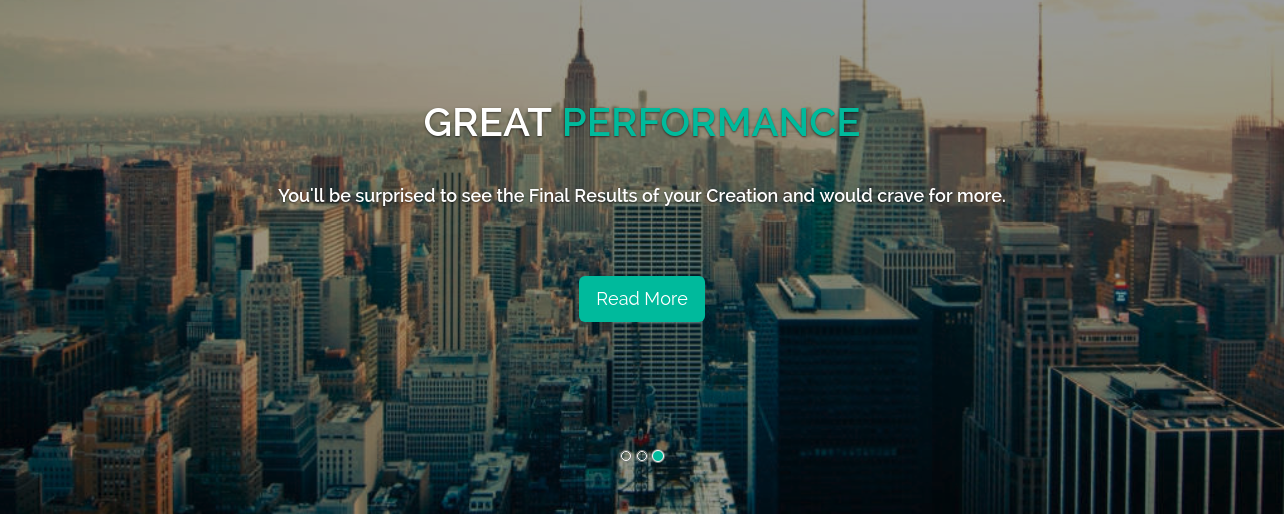 GREAT PERFORMANCE
You'll be surprised to see the Final Results of your Creation and would crave for more.
Read More